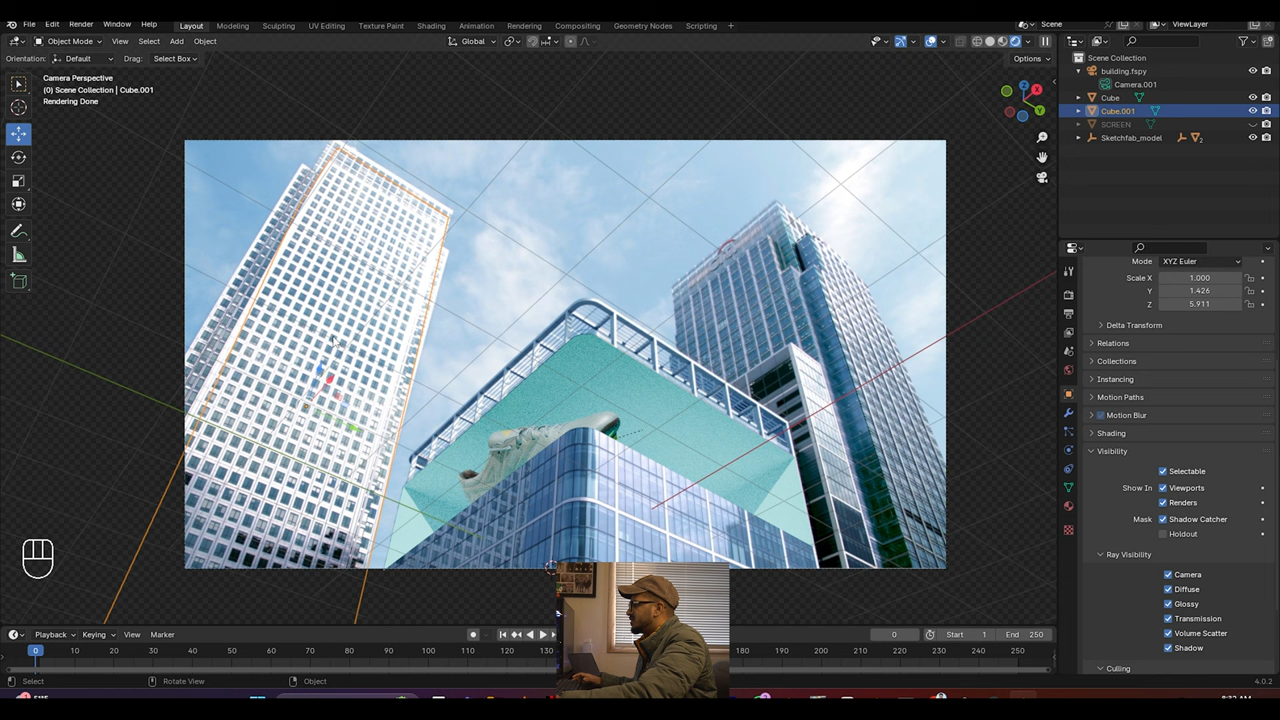 File Edit Render Window Help Layout Modeling Sculpting UV Editing Texture Paint Shading Animation Rendering Compositing Geometry Nodes Scripting + Scene ViewLayer
Object Mode View Select Add Object Global
Orientation: Default Drag: Select Box Options
Camera Perspective
(0) Scene Collection | Cube.001
Rendering Done
X
Y
Z
Scene Collection
building.fspy
Camera.001
Cube
Cube.001
SCREEN
Sketchfab_model 2
Mode XYZ Euler
Scale X 1.000
Y 1.426
Z 5.911
Delta Transform
Relations
Collections
Instancing
Motion Paths
Motion Blur
Shading
Visibility
Selectable
Show In Viewports
Renders
Mask Shadow Catcher
Holdout
Ray Visibility
Camera
Diffuse
Glossy
Transmission
Volume Scatter
Shadow
Culling
Playback Keying View Marker 0 Start 1 End 250
0 10 20 30 40 50 60 70 80 90 100 110 120 130 180 190 200 210 220 230 240 250
Select Rotate View Object 4.0.2